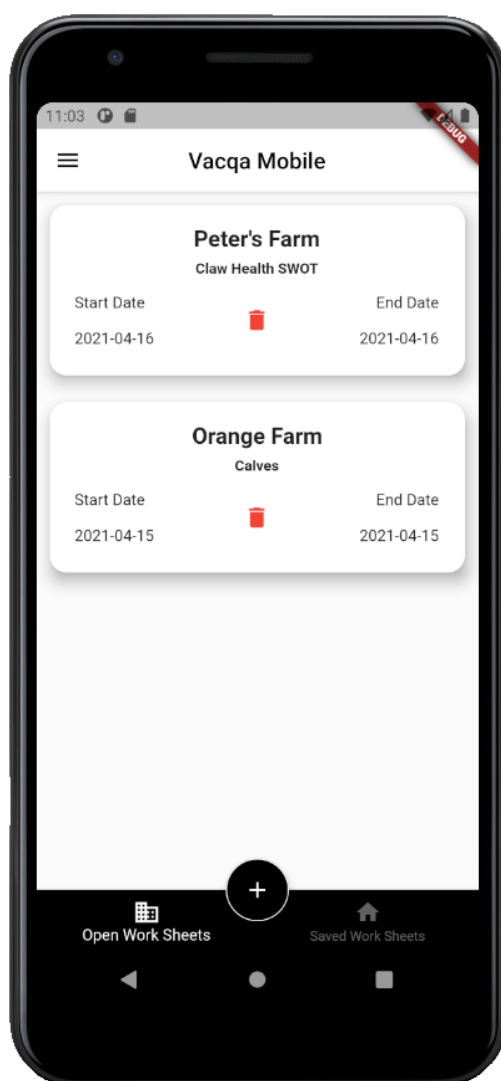 11:03
DEBUG
Vacqa Mobile
Peter's Farm
Claw Health SWOT
Start Date End Date
2021-04-16 2021-04-16
Orange Farm
Calves
Start Date End Date
2021-04-15 2021-04-15
+
Open Work Sheets Saved Work Sheets